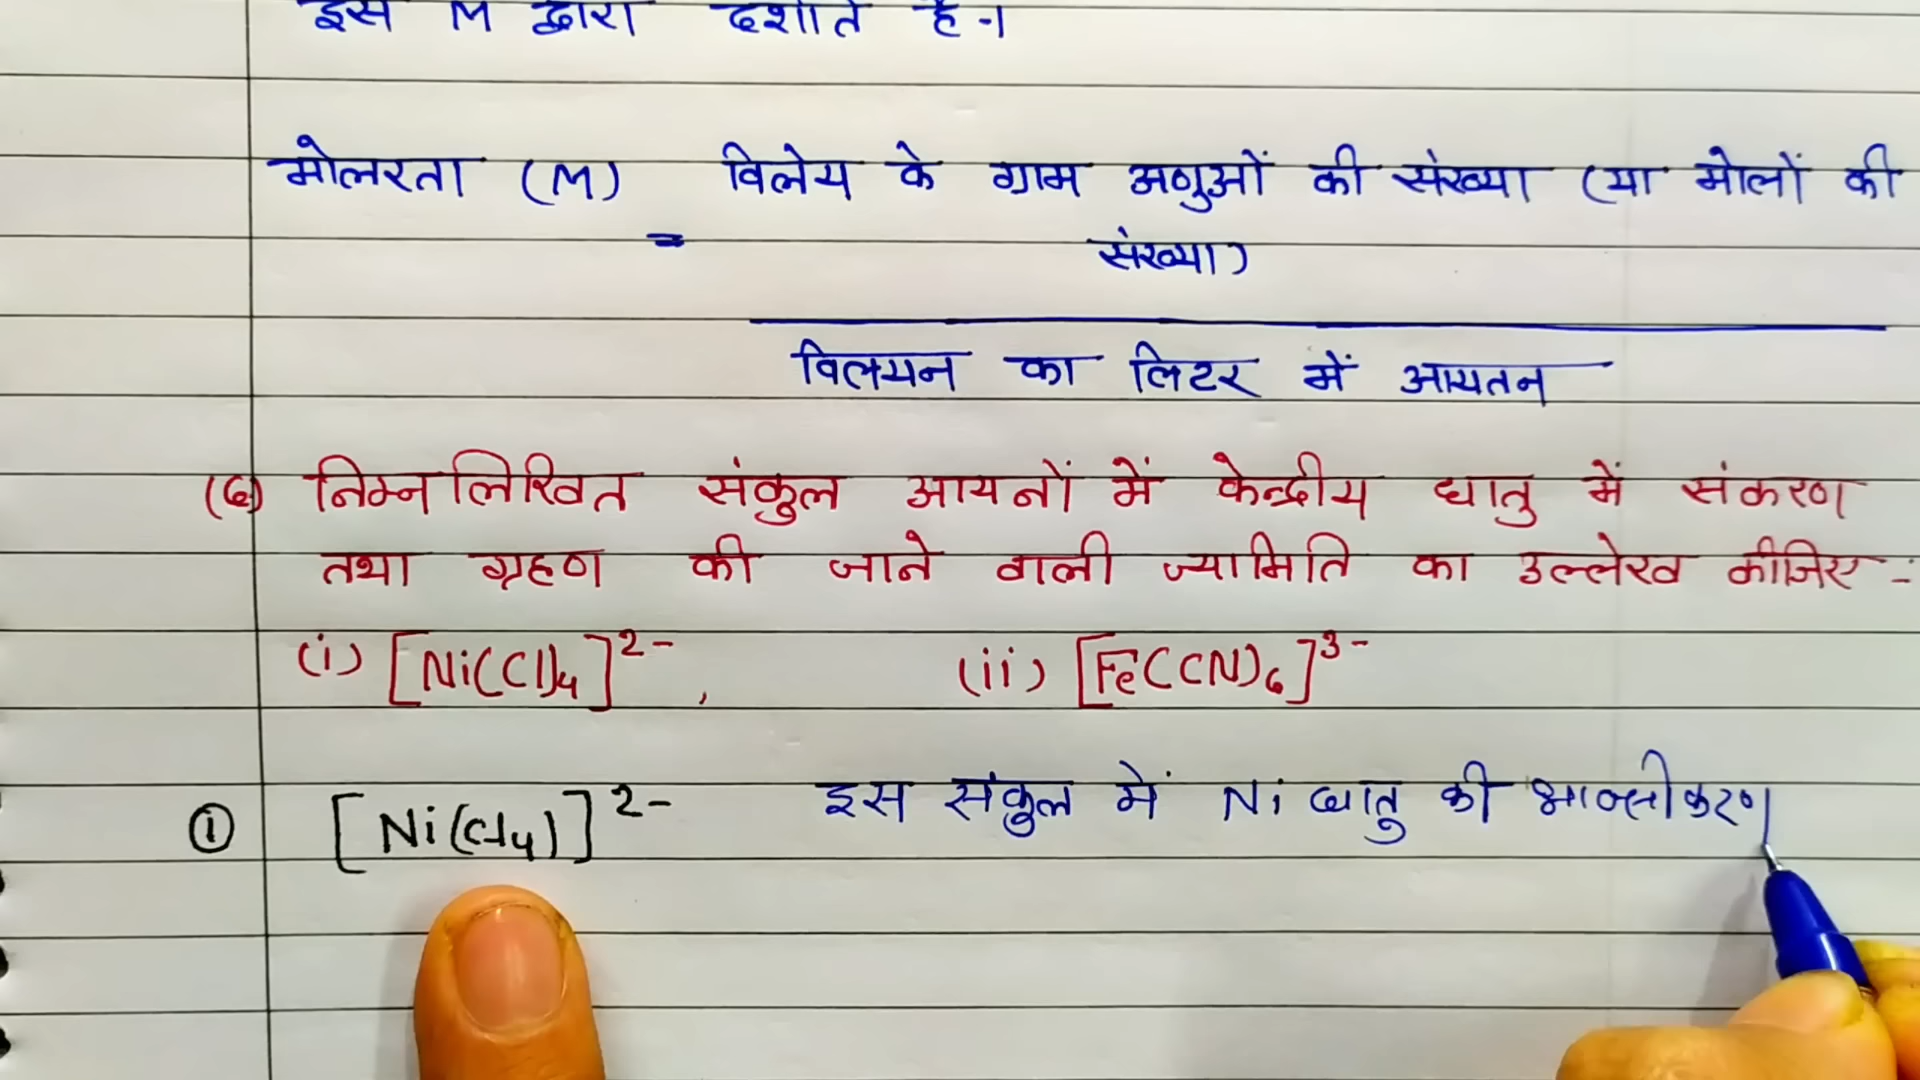 इसे M द्वारा दर्शाते है-।
मोलरता (M) = विलेय के ग्राम अणुओं की संख्या (या मोलों की
संख्या)
विलयन का लिटर में आयतन
(6) निम्नलिखित संकुल आयनों में केन्द्रीय धातु में संकरण
तथा ग्रहण की जाने वाली ज्यामिति का उल्लेख कीजिए -
(i) [Ni(Cl)₄]²⁻, (ii) [Fe(CN)₆]³⁻
① [Ni(Cl₄)]²⁻ इस संकुल में Ni धातु की आक्सीकरण